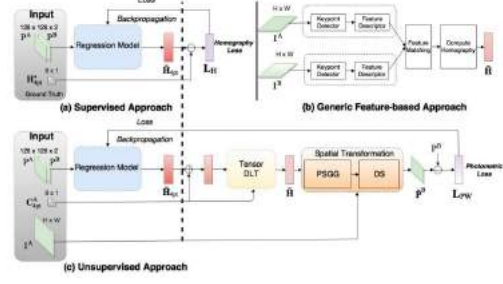 Loss
Backpropagation
Input
128 x 128 x 2
P^A P^B
Regression Model
8 x 1
H*_4pt
Ground Truth
H̃_4pt
L_H
Homography Loss
(a) Supervised Approach
H x W
I^A
Keypoint Detector
Feature Descriptor
H x W
I^B
Keypoint Detector
Feature Descriptor
Feature Matching
Compute Homography
H̃
(b) Generic Feature-based Approach
Loss
Backpropagation
Input
128 x 128 x 2
P^A P^B
Regression Model
H̃_4pt
8 x 1
C^A_4pt
H x W
I^A
Tensor DLT
H̃
Spatial Transformation
PSGG
DS
P̃^B
P^B
L_PW
Photometric Loss
(c) Unsupervised Approach